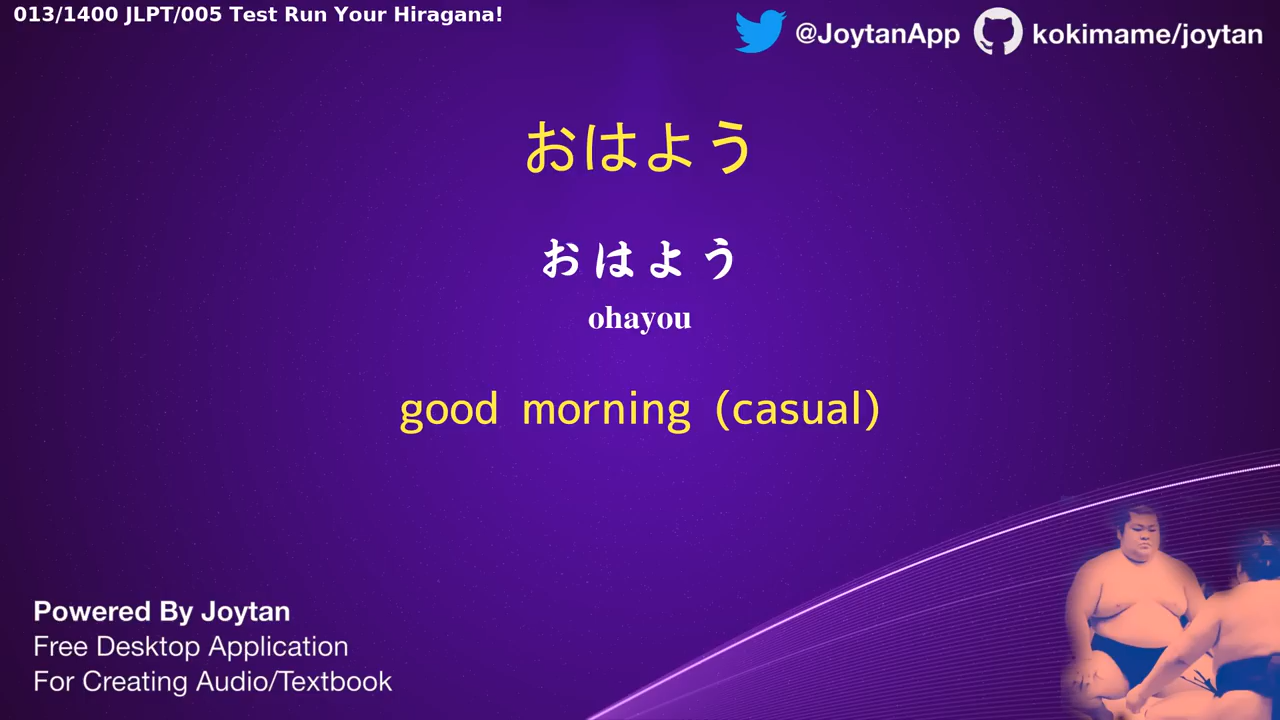 013/1400 JLPT/005 Test Run Your Hiragana!
@JoytanApp kokimame/joytan
おはよう
おはよう
ohayou
good morning (casual)
Powered By Joytan
Free Desktop Application
For Creating Audio/Textbook